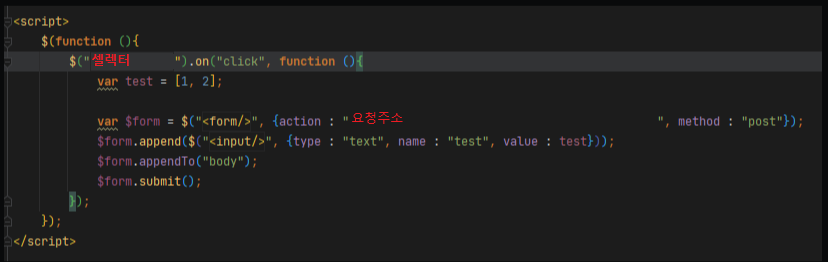 <script>
$(function (){
$("셀렉터 ").on("click", function (){
var test = [1, 2];
var $form = $("<form/>", {action : "요청주소 ", method : "post"});
$form.append($("<input/>", {type : "text", name : "test", value : test}));
$form.appendTo("body");
$form.submit();
});
});
</script>